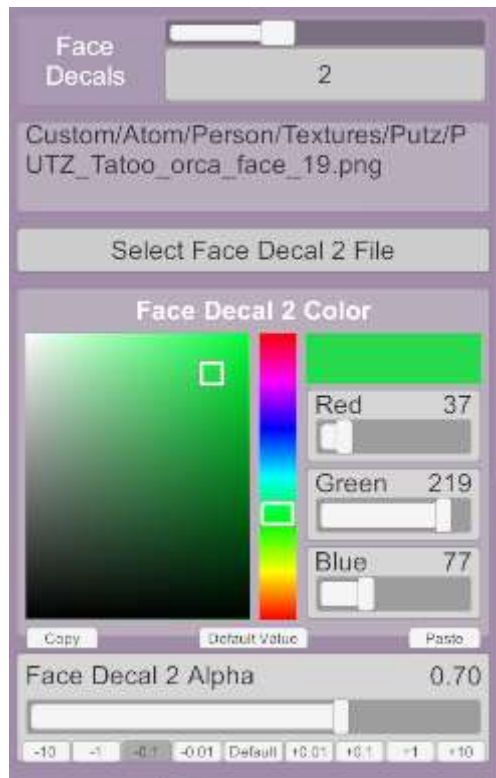 Face
Decals
2
Custom/Atom/Person/Textures/Putz/P
UTZ_Tatoo_orca_face_19.png
Select Face Decal 2 File
Face Decal 2 Color
Red 37
Green 219
Blue 77
Copy Default Value Paste
Face Decal 2 Alpha 0.70
-10 -1 -0.1 -0.01 Default +0.01 +0.1 +1 +10